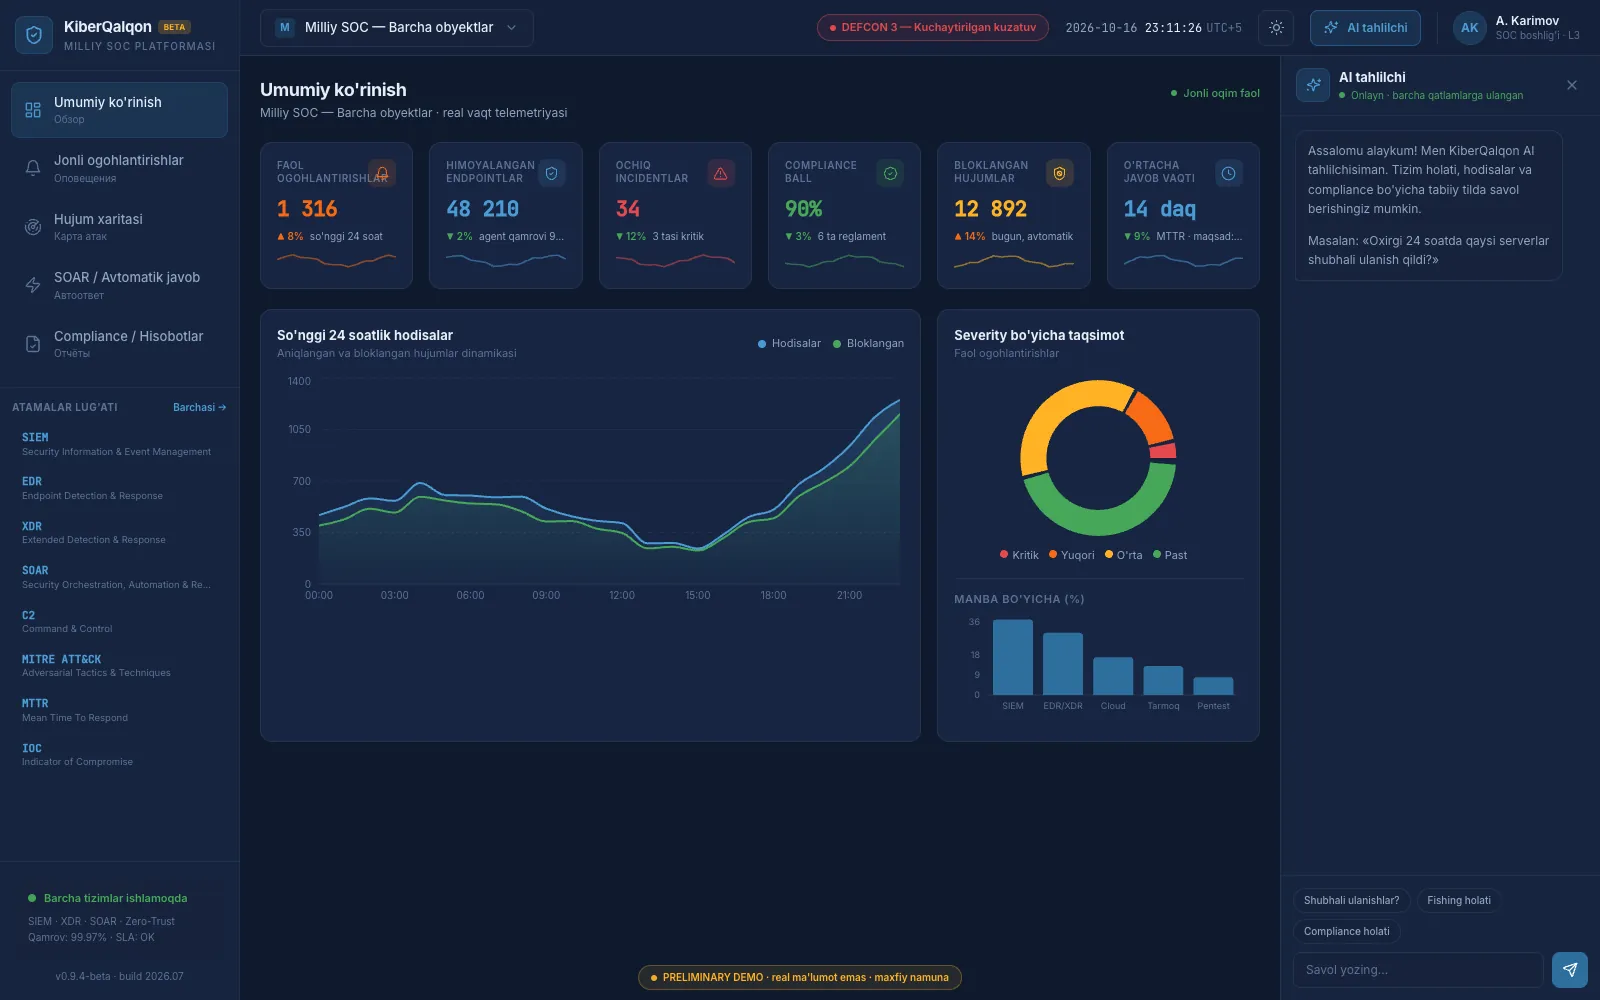 KiberQalqon BETA
MILLIY SOC PLATFORMASI
M Milliy SOC — Barcha obyektlar
DEFCON 3 — Kuchaytirilgan kuzatuv
2026-10-16 23:11:26 UTC+5
AI tahlilchi
AK
A. Karimov
SOC boshlig'i · L3
Umumiy ko'rinish
Обзор
Jonli ogohlantirishlar
Оповещения
Hujum xaritasi
Карта атак
SOAR / Avtomatik javob
Автоответ
Compliance / Hisobotlar
Отчёты
ATAMALAR LUG'ATI
Barchasi →
SIEM
Security Information & Event Management
EDR
Endpoint Detection & Response
XDR
Extended Detection & Response
SOAR
Security Orchestration, Automation & Re...
C2
Command & Control
MITRE ATT&CK
Adversarial Tactics & Techniques
MTTR
Mean Time To Respond
IOC
Indicator of Compromise
Barcha tizimlar ishlamoqda
SIEM · XDR · SOAR · Zero-Trust
Qamrov: 99.97% · SLA: OK
v0.9.4-beta · build 2026.07
Umumiy ko'rinish
Milliy SOC — Barcha obyektlar · real vaqt telemetriyasi
Jonli oqim faol
FAOL
OGOHLANTIRISHLAR
1 316
▲ 8% so'nggi 24 soat
HIMOYALANGAN
ENDPOINTLAR
48 210
▼ 2% agent qamrovi 9...
OCHIQ
INCIDENTLAR
34
▼ 12% 3 tasi kritik
COMPLIANCE
BALL
90%
▼ 3% 6 ta reglament
BLOKLANGAN
HUJUMLAR
12 892
▲ 14% bugun, avtomatik
O'RTACHA
JAVOB VAQTI
14 daq
▼ 9% MTTR · maqsad:...
So'nggi 24 soatlik hodisalar
Aniqlangan va bloklangan hujumlar dinamikasi
Hodisalar Bloklangan
1400
1050
700
350
0
00:00 03:00 06:00 09:00 12:00 15:00 18:00 21:00
Severity bo'yicha taqsimot
Faol ogohlantirishlar
Kritik Yuqori O'rta Past
MANBA BO'YICHA (%)
36
18
9
0
SIEM EDR/XDR Cloud Tarmoq Pentest
PRELIMINARY DEMO · real ma'lumot emas · maxfiy namuna
AI tahlilchi
Onlayn · barcha qatlamlarga ulangan
Assalomu alaykum! Men KiberQalqon AI
tahlilchisiman. Tizim holati, hodisalar va
compliance bo'yicha tabiiy tilda savol
berishingiz mumkin.
Masalan: «Oxirgi 24 soatda qaysi serverlar
shubhali ulanish qildi?»
Shubhali ulanishlar?
Fishing holati
Compliance holati
Savol yozing...